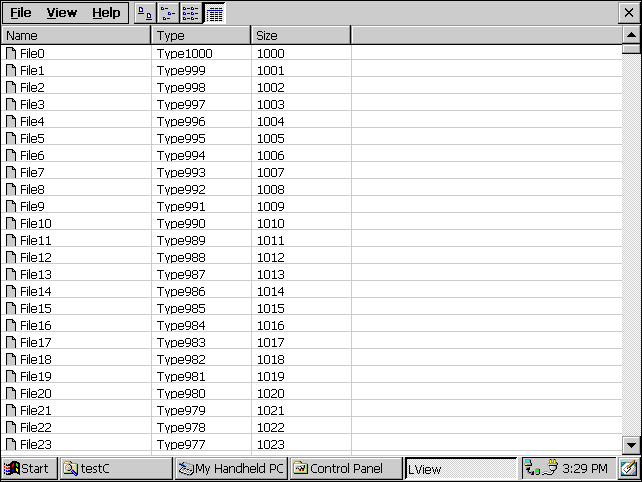 File View Help
Name Type Size
File0 Type1000 1000
File1 Type999 1001
File2 Type998 1002
File3 Type997 1003
File4 Type996 1004
File5 Type995 1005
File6 Type994 1006
File7 Type993 1007
File8 Type992 1008
File9 Type991 1009
File10 Type990 1010
File11 Type989 1011
File12 Type988 1012
File13 Type987 1013
File14 Type986 1014
File15 Type985 1015
File16 Type984 1016
File17 Type983 1017
File18 Type982 1018
File19 Type981 1019
File20 Type980 1020
File21 Type979 1021
File22 Type978 1022
File23 Type977 1023
Start testC My Handheld PC Control Panel LView 3:29 PM